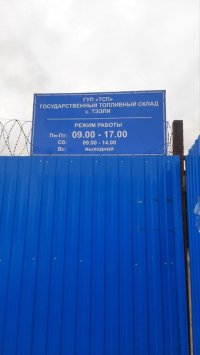 ГУП «ТСП»
ГОСУДАРСТВЕННЫЙ ТОПЛИВНЫЙ СКЛАД
с. ТЭЭЛИ
РЕЖИМ РАБОТЫ
Пн-Пт: 09.00 - 17.00
Сб: 09.00 - 14.00
Вс: ВЫХОДНОЙ